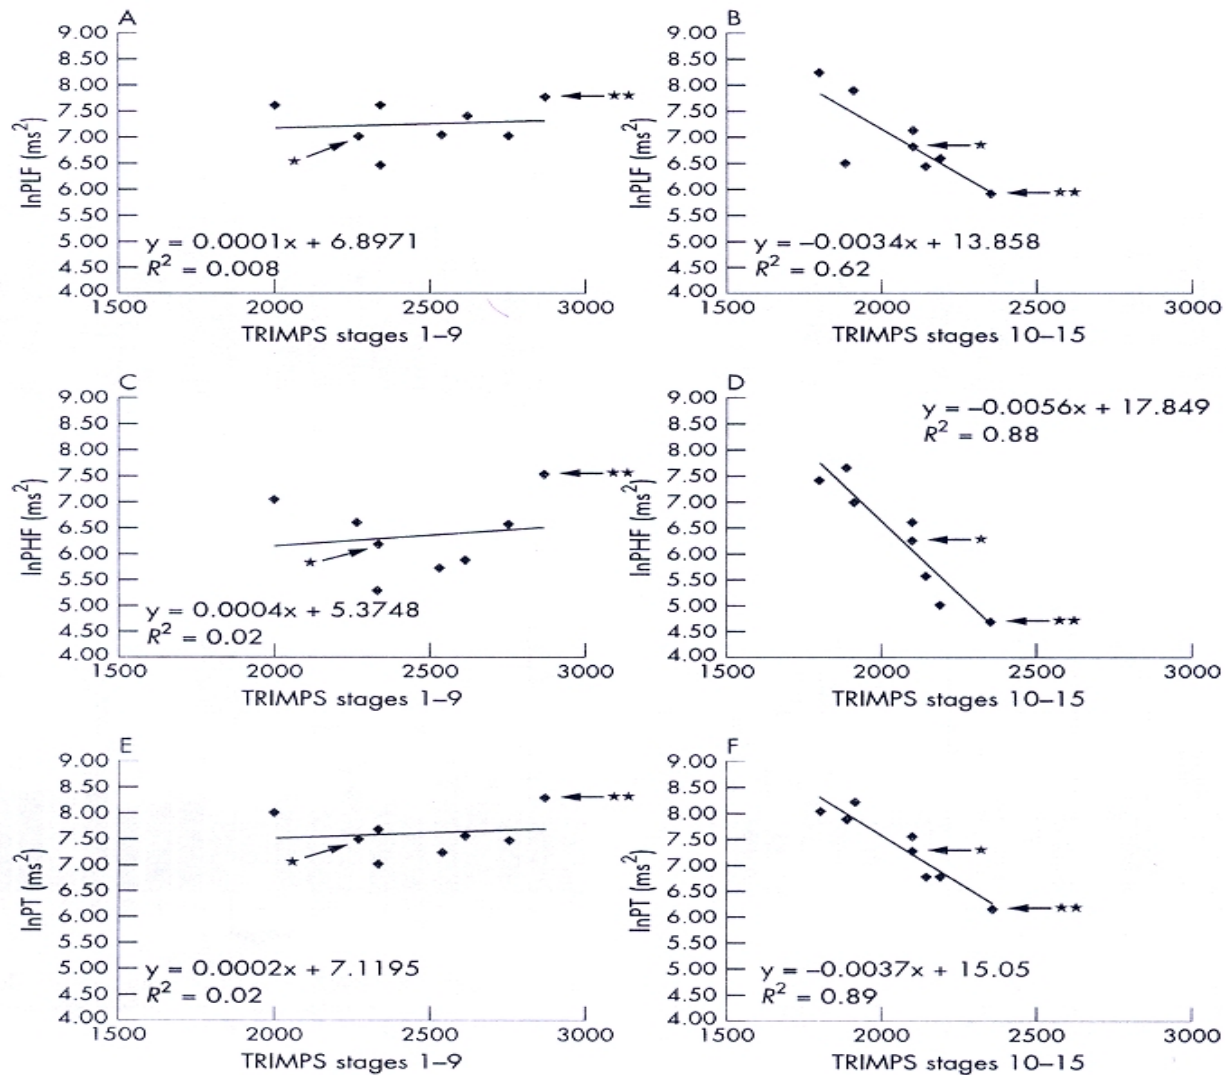 A
9.00
8.50
8.00
7.50
7.00
6.50
6.00
5.50
5.00
4.50
4.00
lnPLF (ms²)
★★
★
y = 0.0001x + 6.8971
R² = 0.008
1500 2000 2500 3000
TRIMPS stages 1–9
B
9.00
8.50
8.00
7.50
7.00
6.50
6.00
5.50
5.00
4.50
4.00
lnPLF (ms²)
★
★★
y = –0.0034x + 13.858
R² = 0.62
1500 2000 2500 3000
TRIMPS stages 10–15
C
9.00
8.50
8.00
7.50
7.00
6.50
6.00
5.50
5.00
4.50
4.00
lnPHF (ms²)
★★
★
y = 0.0004x + 5.3748
R² = 0.02
1500 2000 2500 3000
TRIMPS stages 1–9
D
9.00
8.50
8.00
7.50
7.00
6.50
6.00
5.50
5.00
4.50
4.00
lnPHF (ms²)
y = –0.0056x + 17.849
R² = 0.88
★
★★
1500 2000 2500 3000
TRIMPS stages 10–15
E
9.00
8.50
8.00
7.50
7.00
6.50
6.00
5.50
5.00
4.50
4.00
lnPT (ms²)
★★
★
y = 0.0002x + 7.1195
R² = 0.02
1500 2000 2500 3000
TRIMPS stages 1–9
F
9.00
8.50
8.00
7.50
7.00
6.50
6.00
5.50
5.00
4.50
4.00
lnPT (ms²)
★
★★
y = –0.0037x + 15.05
R² = 0.89
1500 2000 2500 3000
TRIMPS stages 10–15